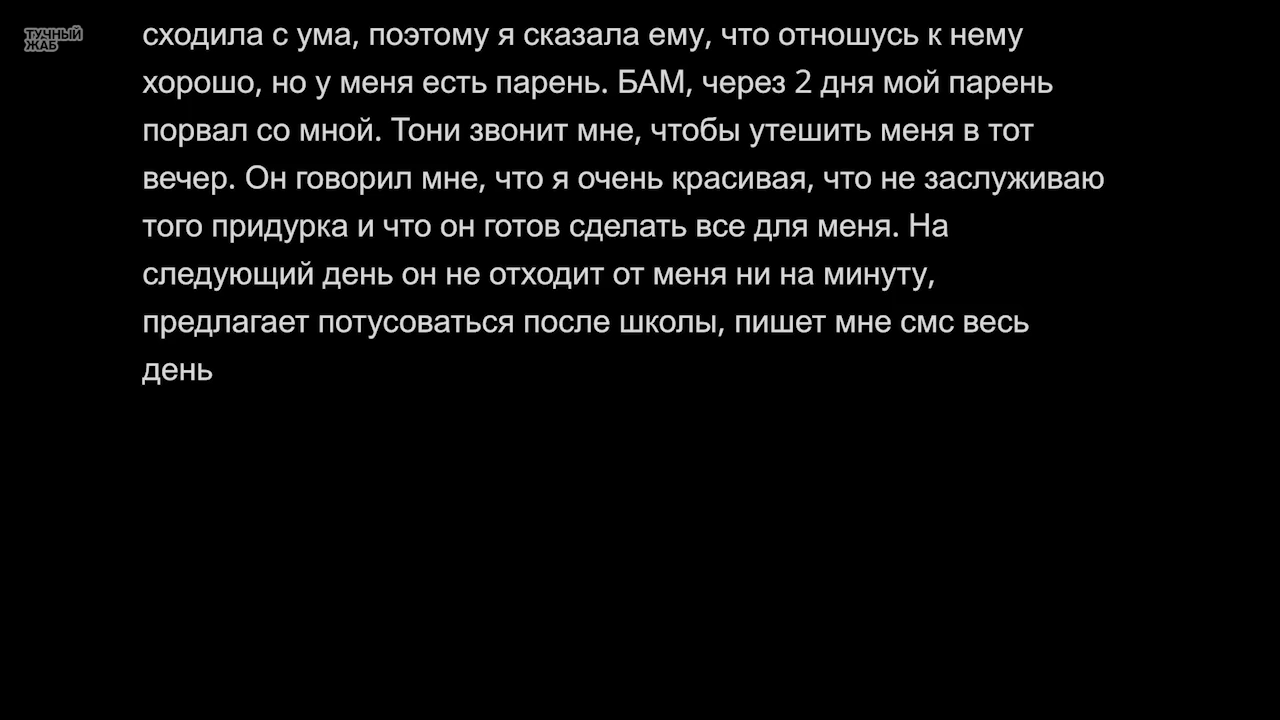 ТУЧНЫЙ
ЖАБ
сходила с ума, поэтому я сказала ему, что отношусь к нему
хорошо, но у меня есть парень. БАМ, через 2 дня мой парень
порвал со мной. Тони звонит мне, чтобы утешить меня в тот
вечер. Он говорил мне, что я очень красивая, что не заслуживаю
того придурка и что он готов сделать все для меня. На
следующий день он не отходит от меня ни на минуту,
предлагает потусоваться после школы, пишет мне смс весь
день